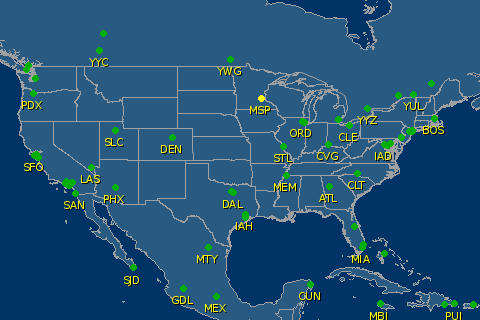 YYC
YWG
PDX
MSP
YUL
YYZ
ORD
CLE
BOS
SLC
DEN
STL
CVG
IAD
SFO
LAS
MEM
CLT
SAN
PHX
DAL
ATL
IAH
MTY
MIA
SJD
GDL
MEX
CUN
MBJ
PUJ